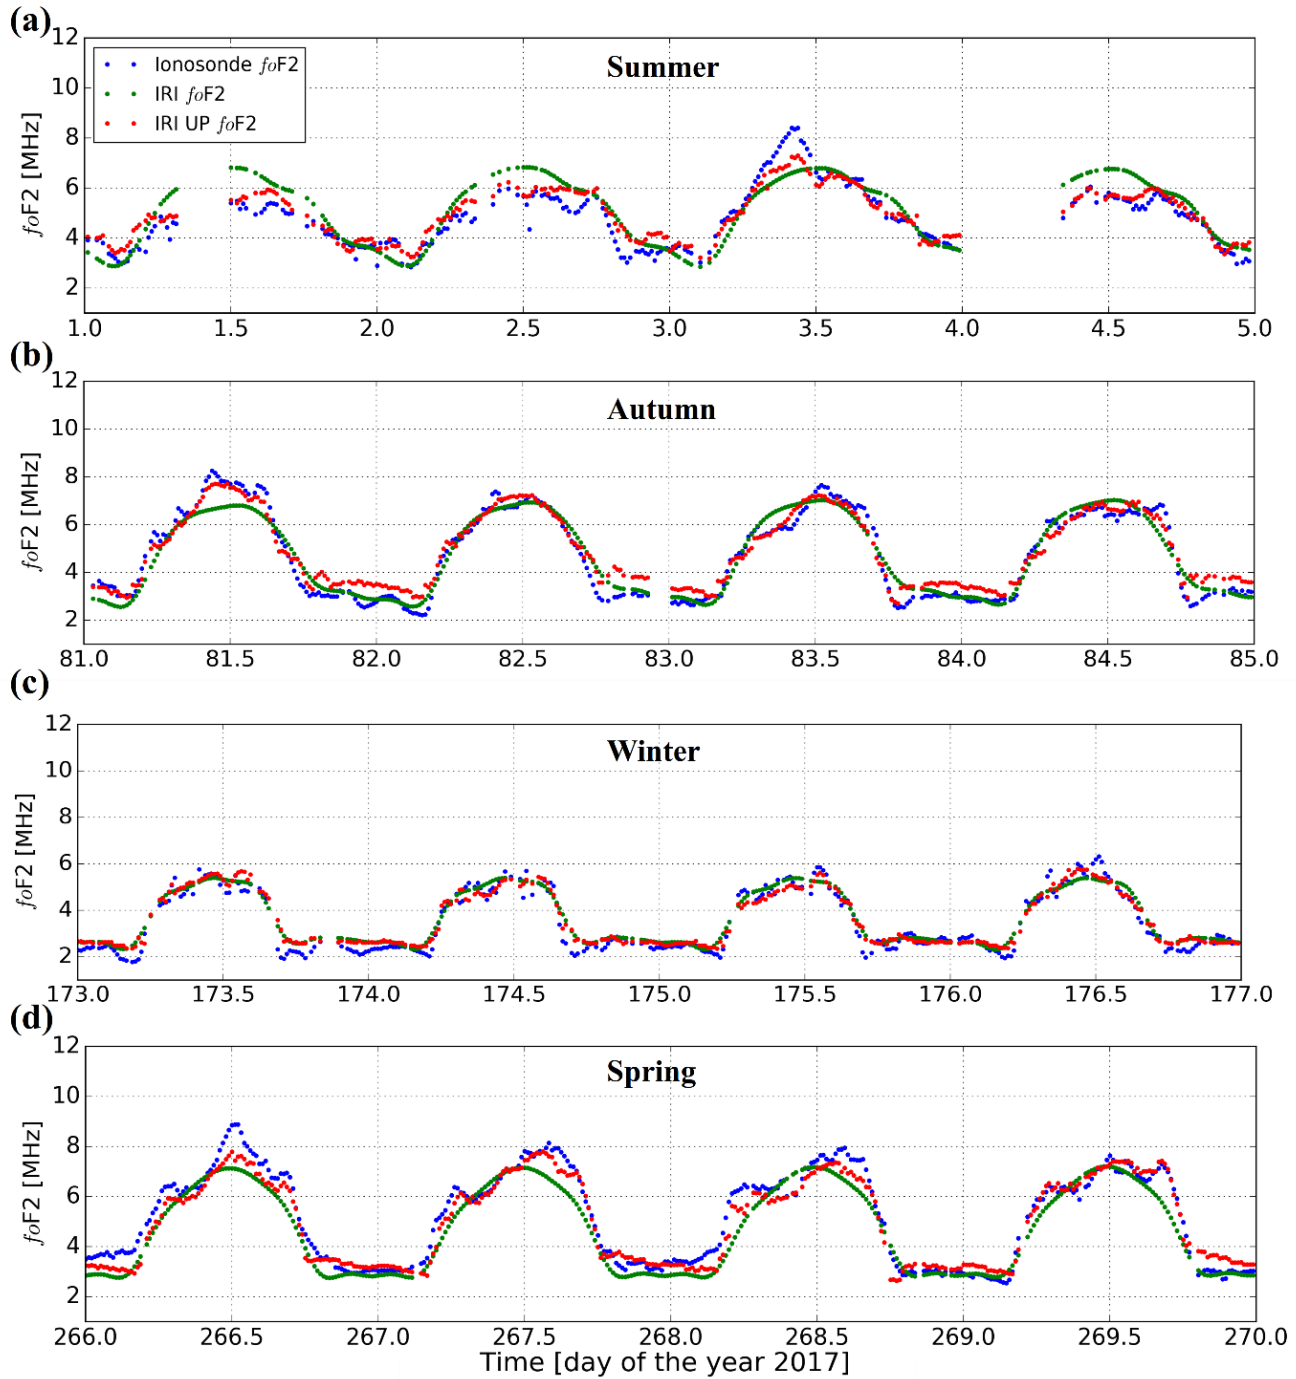 (a)
12
10
8
6
4
2
foF2 [MHz]
Ionosonde foF2
IRI foF2
IRI UP foF2
Summer
1.0 1.5 2.0 2.5 3.0 3.5 4.0 4.5 5.0
(b)
12
10
8
6
4
2
foF2 [MHz]
Autumn
81.0 81.5 82.0 82.5 83.0 83.5 84.0 84.5 85.0
(c)
12
10
8
6
4
2
foF2 [MHz]
Winter
173.0 173.5 174.0 174.5 175.0 175.5 176.0 176.5 177.0
(d)
12
10
8
6
4
2
foF2 [MHz]
Spring
266.0 266.5 267.0 267.5 268.0 268.5 269.0 269.5 270.0
Time [day of the year 2017]